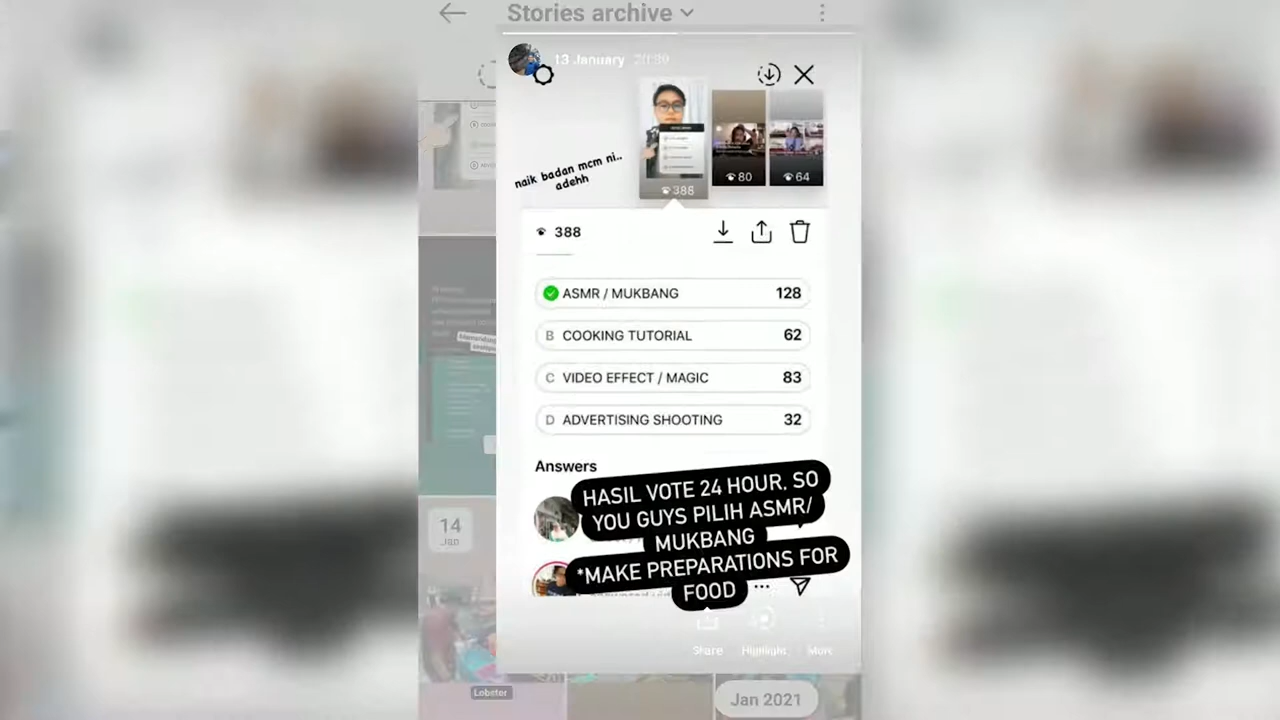 Stories archive
13 January 20:30
naik badan mcm ni..
adehh
388
80
64
388
ASMR / MUKBANG 128
B COOKING TUTORIAL 62
C VIDEO EFFECT / MAGIC 83
D ADVERTISING SHOOTING 32
Answers
HASIL VOTE 24 HOUR, SO
YOU GUYS PILIH ASMR/
MUKBANG
*MAKE PREPARATIONS FOR
FOOD
Share Highlight More
14
Jan
Lobster
Jan 2021